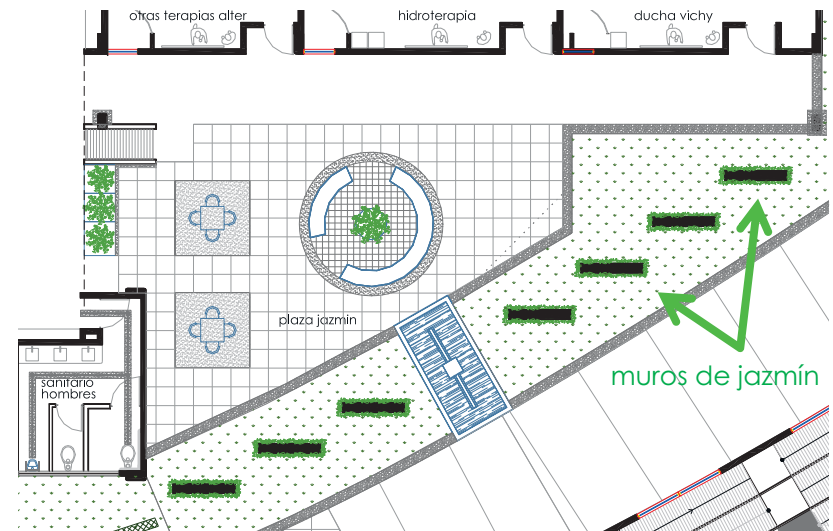 otras terapias alter
hidroterapia
ducha vichy
plaza jazmin
muros de jazmín
sanitario
hombres